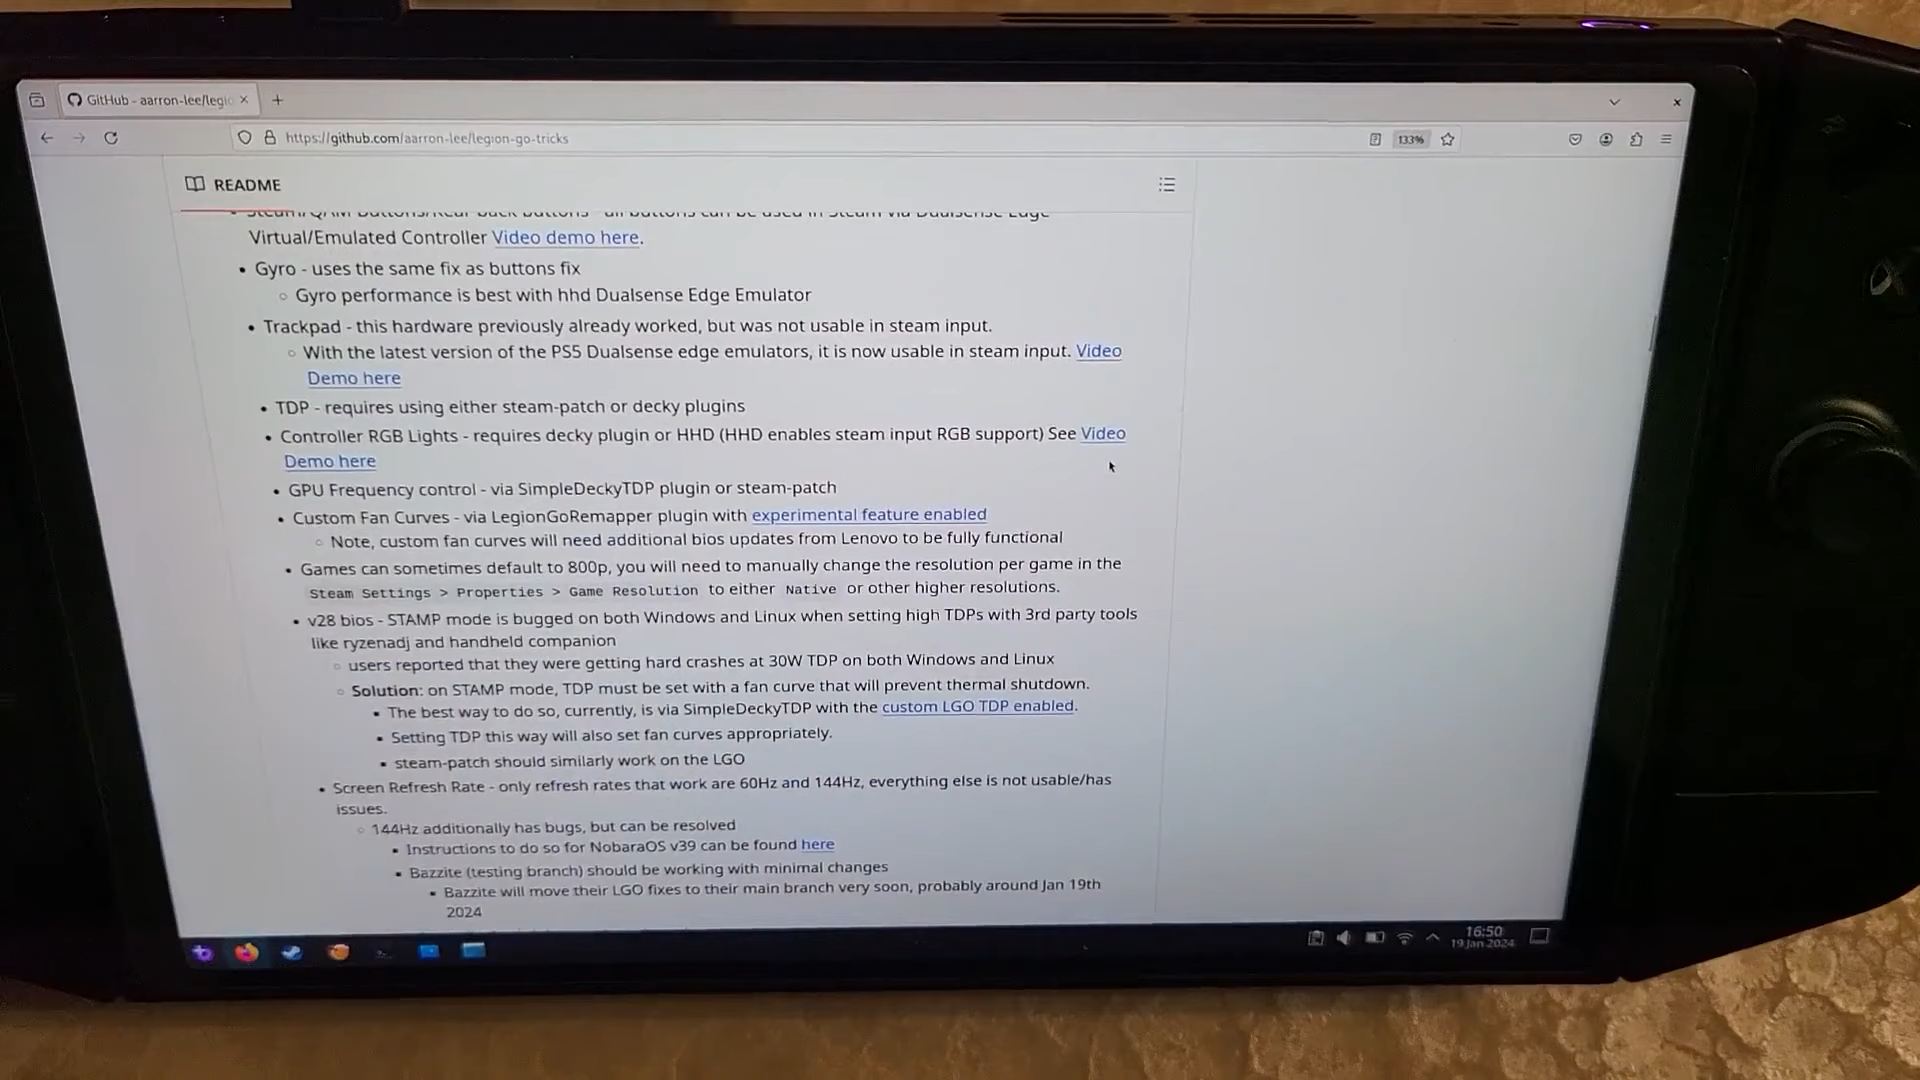 GitHub - aarron-lee/legio
https://github.com/aarron-lee/legion-go-tricks
133%
README
Steam/QAM Buttons/Rear back buttons - all buttons can be used in Steam via Dualsense Edge
Virtual/Emulated Controller Video demo here.
Gyro - uses the same fix as buttons fix
Gyro performance is best with hhd Dualsense Edge Emulator
Trackpad - this hardware previously already worked, but was not usable in steam input.
With the latest version of the PS5 Dualsense edge emulators, it is now usable in steam input. Video
Demo here
TDP - requires using either steam-patch or decky plugins
Controller RGB Lights - requires decky plugin or HHD (HHD enables steam input RGB support) See Video
Demo here
GPU Frequency control - via SimpleDeckyTDP plugin or steam-patch
Custom Fan Curves - via LegionGoRemapper plugin with experimental feature enabled
Note, custom fan curves will need additional bios updates from Lenovo to be fully functional
Games can sometimes default to 800p, you will need to manually change the resolution per game in the
Steam Settings > Properties > Game Resolution to either Native or other higher resolutions.
v28 bios - STAMP mode is bugged on both Windows and Linux when setting high TDPs with 3rd party tools
like ryzenadj and handheld companion
users reported that they were getting hard crashes at 30W TDP on both Windows and Linux
Solution: on STAMP mode, TDP must be set with a fan curve that will prevent thermal shutdown.
The best way to do so, currently, is via SimpleDeckyTDP with the custom LGO TDP enabled.
Setting TDP this way will also set fan curves appropriately.
steam-patch should similarly work on the LGO
Screen Refresh Rate - only refresh rates that work are 60Hz and 144Hz, everything else is not usable/has
issues.
144Hz additionally has bugs, but can be resolved
Instructions to do so for NobaraOS v39 can be found here
Bazzite (testing branch) should be working with minimal changes
Bazzite will move their LGO fixes to their main branch very soon, probably around Jan 19th
2024
16:50
19 Jan 2024